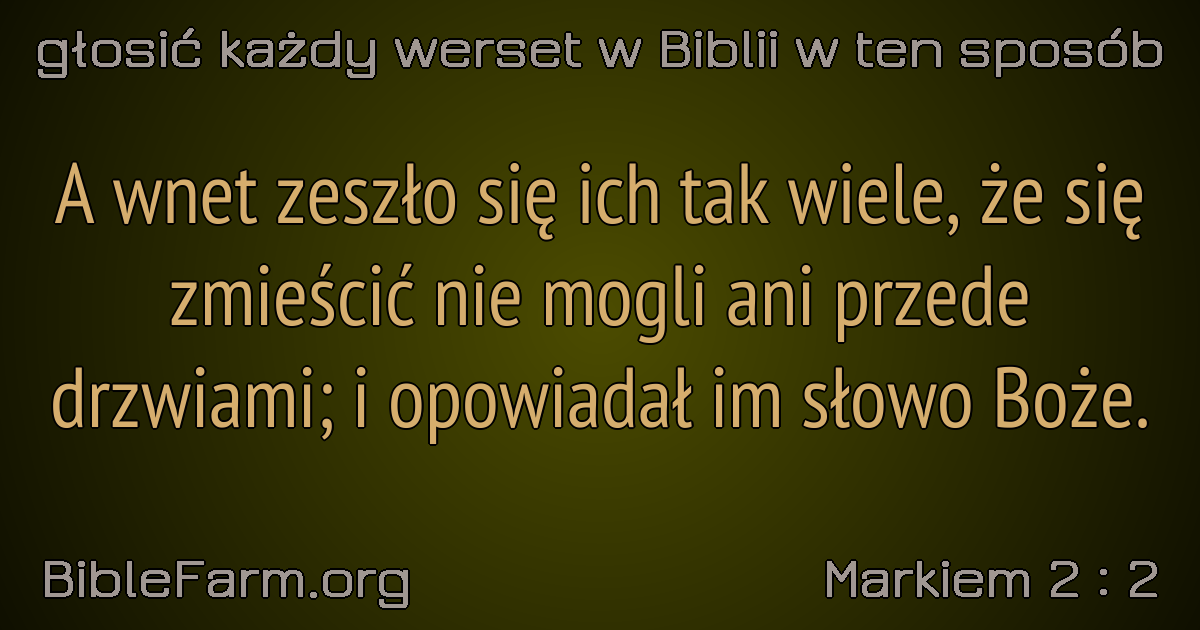 głosić każdy werset w Biblii w ten sposób
A wnet zeszło się ich tak wiele, że się
zmieścić nie mogli ani przede
drzwiami; i opowiadał im słowo Boże.
BibleFarm.org
Markiem 2 : 2